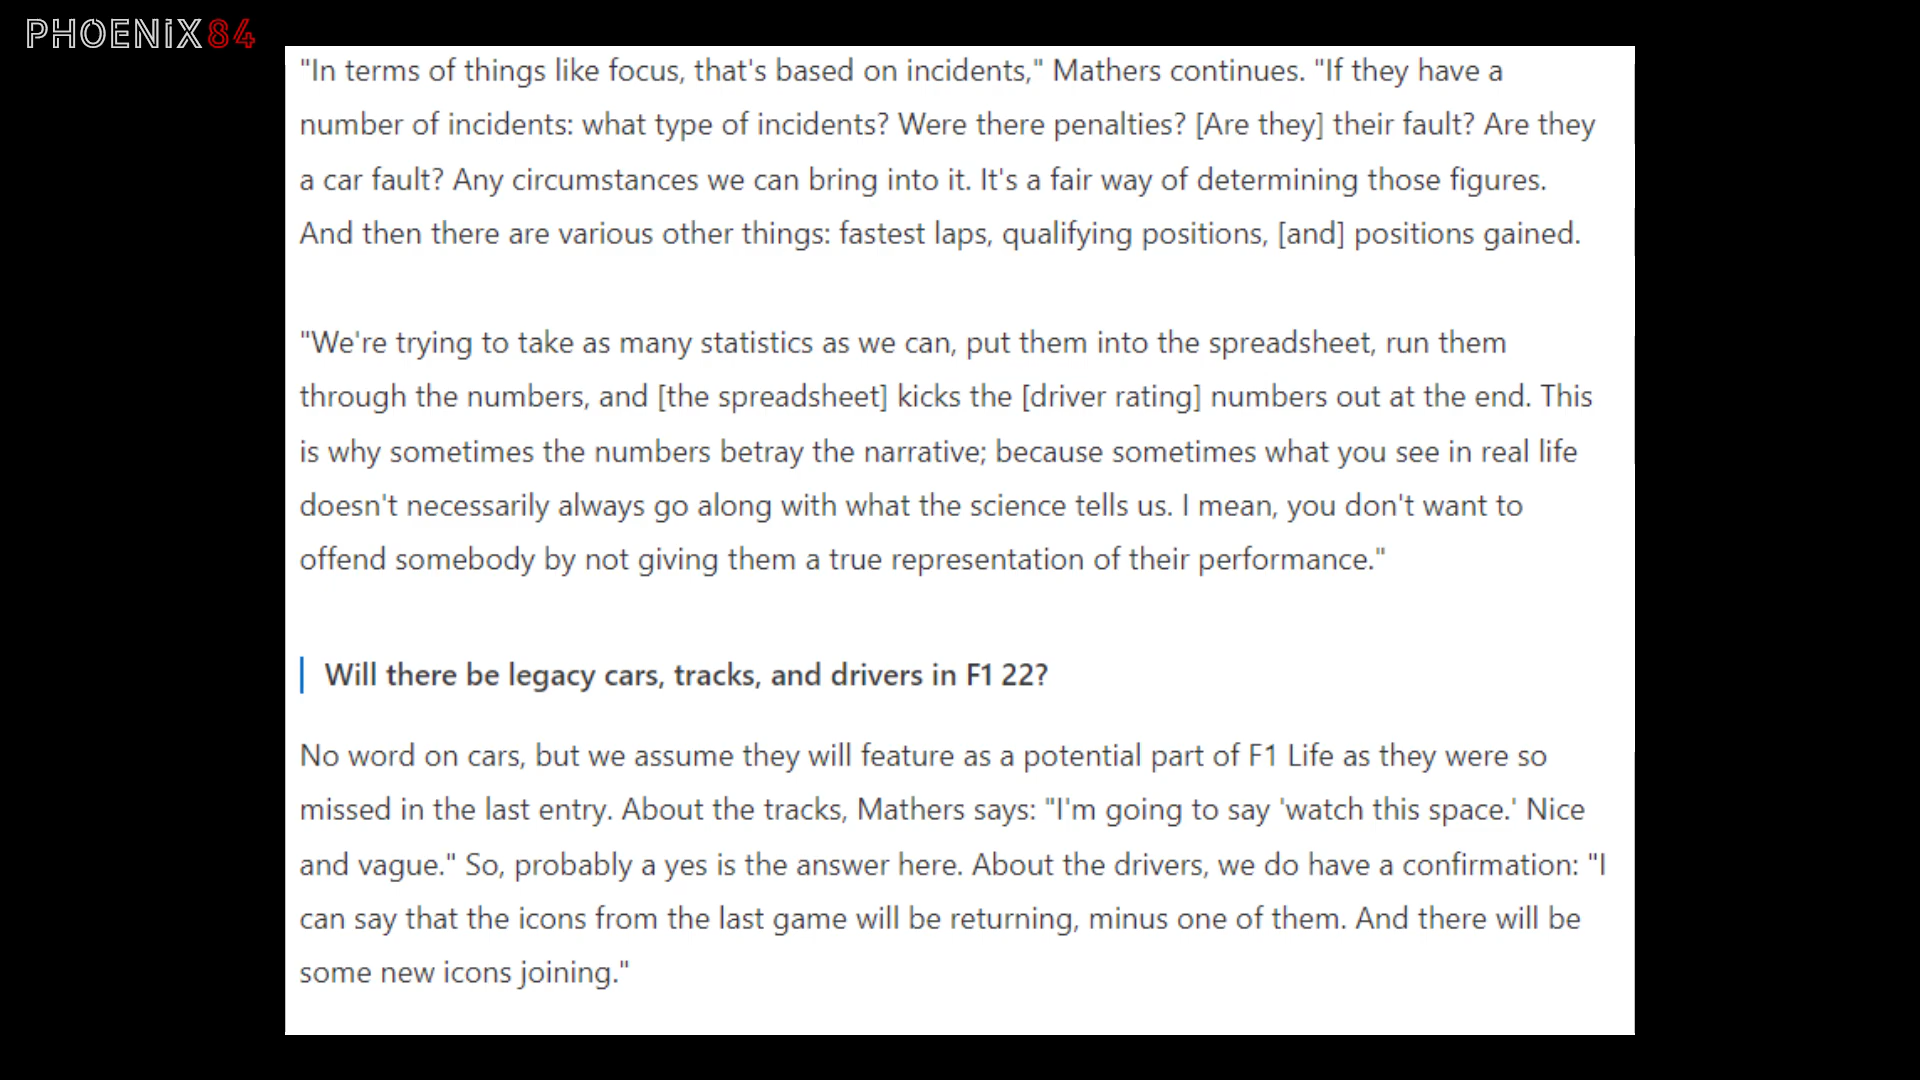 PHOENiX84
"In terms of things like focus, that's based on incidents," Mathers continues. "If they have a
number of incidents: what type of incidents? Were there penalties? [Are they] their fault? Are they
a car fault? Any circumstances we can bring into it. It's a fair way of determining those figures.
And then there are various other things: fastest laps, qualifying positions, [and] positions gained.
"We're trying to take as many statistics as we can, put them into the spreadsheet, run them
through the numbers, and [the spreadsheet] kicks the [driver rating] numbers out at the end. This
is why sometimes the numbers betray the narrative; because sometimes what you see in real life
doesn't necessarily always go along with what the science tells us. I mean, you don't want to
offend somebody by not giving them a true representation of their performance."
Will there be legacy cars, tracks, and drivers in F1 22?
No word on cars, but we assume they will feature as a potential part of F1 Life as they were so
missed in the last entry. About the tracks, Mathers says: "I'm going to say 'watch this space.' Nice
and vague." So, probably a yes is the answer here. About the drivers, we do have a confirmation: "I
can say that the icons from the last game will be returning, minus one of them. And there will be
some new icons joining."